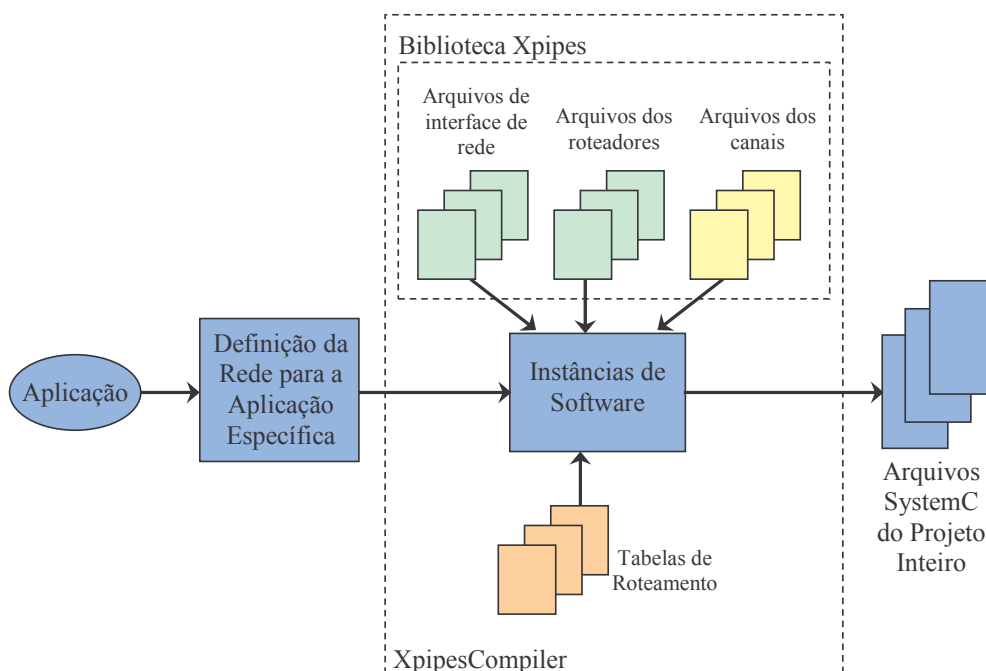 Biblioteca Xpipes
Arquivos de
interface de
rede
Arquivos dos
roteadores
Arquivos dos
canais
Aplicação
Definição da
Rede para a
Aplicação
Específica
Instâncias de
Software
Arquivos
SystemC
do Projeto
Inteiro
Tabelas de
Roteamento
XpipesCompiler